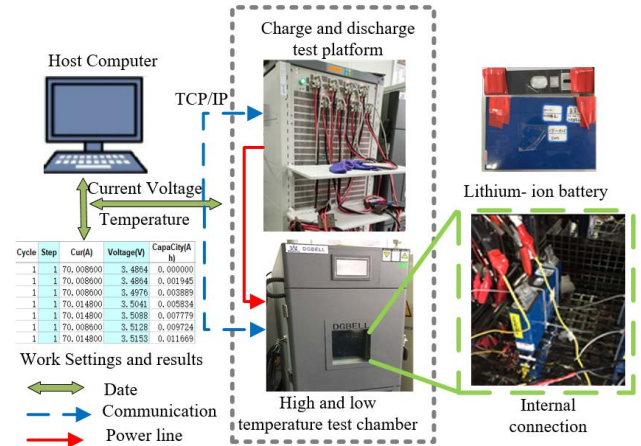 Charge and discharge
test platform
Host Computer
TCP/IP
Current Voltage
Temperature
Lithium- ion battery
Cycle Step Cur(A) Voltage(V) CapaCity(A
h)
1 1 70.008600 3.4864 0.000000
1 1 70.008600 3.4864 0.001945
1 1 70.008600 3.4976 0.003889
1 1 70.014800 3.5041 0.005834
1 1 70.014800 3.5088 0.007779
1 1 70.008600 3.5128 0.009724
1 1 70.014800 3.5153 0.011669
DGBELL
DGBELL
Work Settings and results
Date
Communication
Power line
High and low
temperature test chamber
Internal
connection